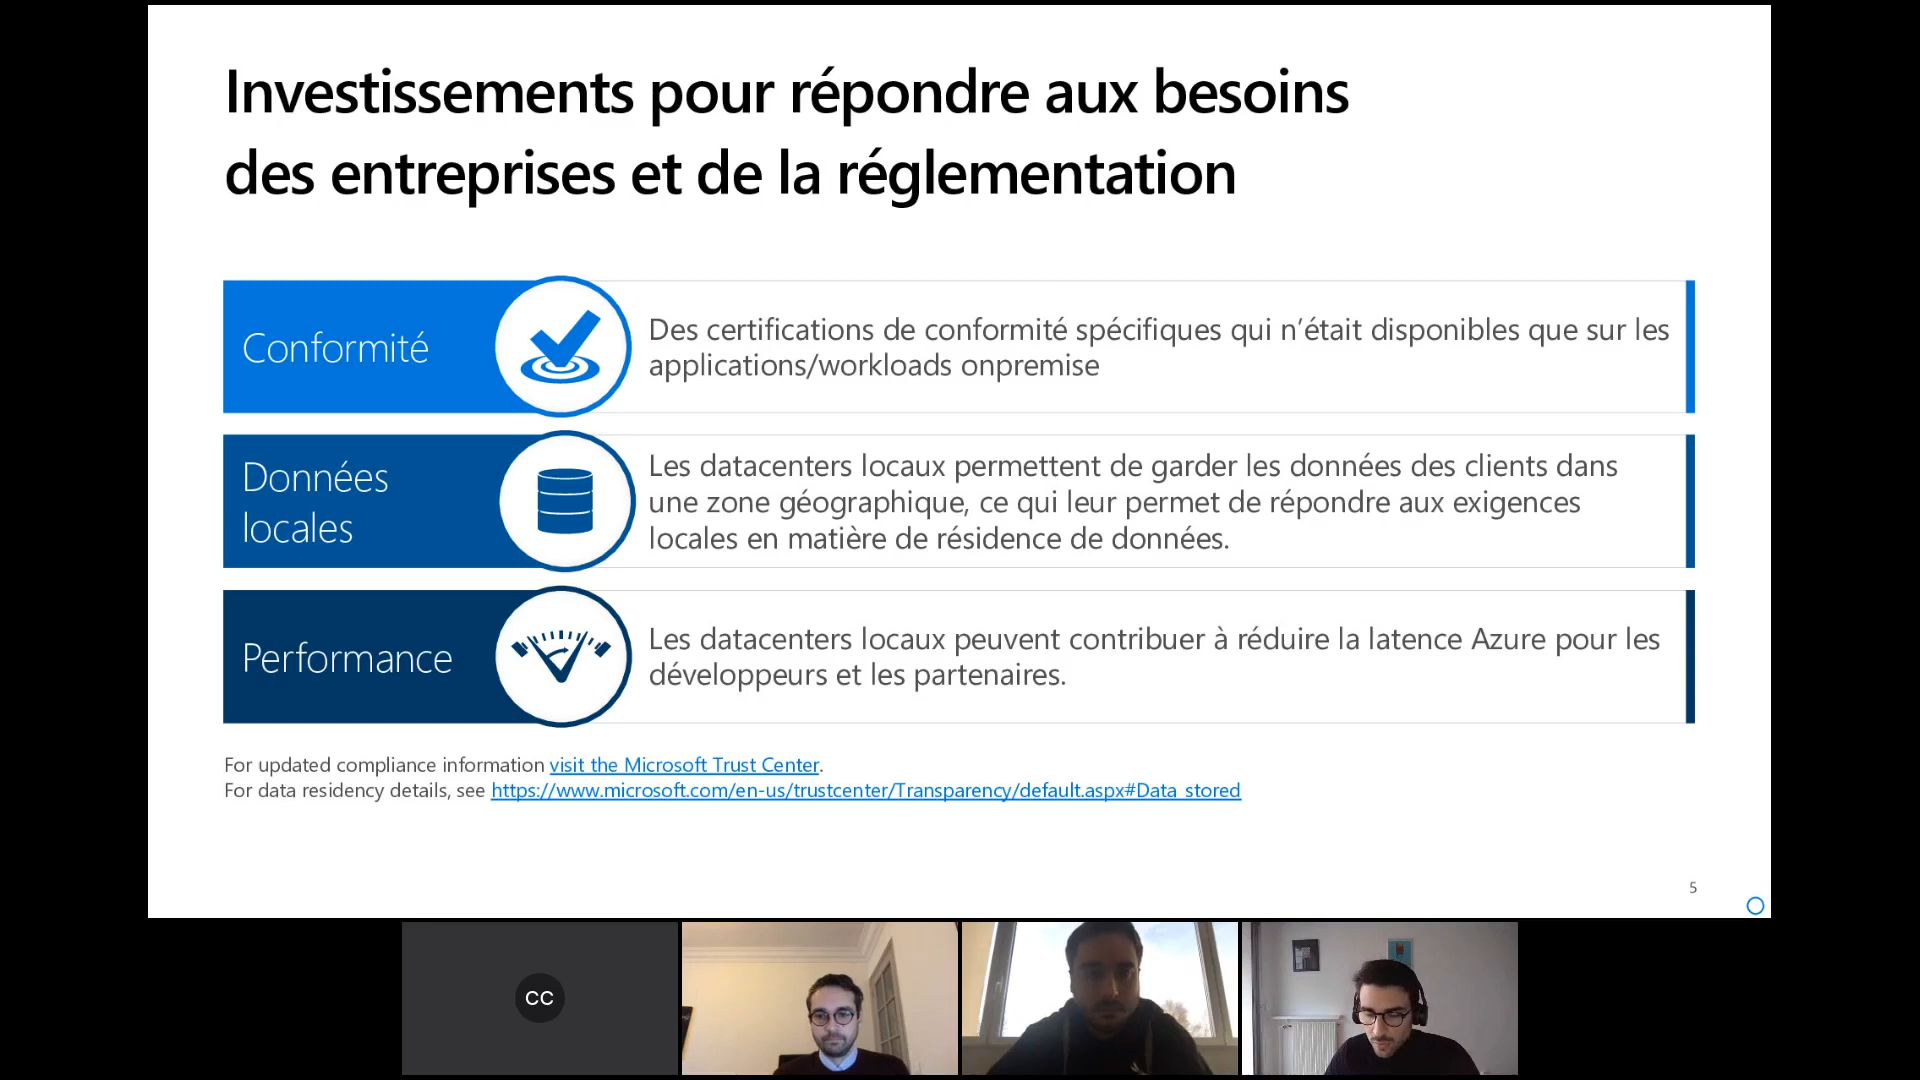 Investissements pour répondre aux besoins
des entreprises et de la réglementation
Conformité
Des certifications de conformité spécifiques qui n’était disponibles que sur les
applications/workloads onpremise
Données
locales
Les datacenters locaux permettent de garder les données des clients dans
une zone géographique, ce qui leur permet de répondre aux exigences
locales en matière de résidence de données.
Performance
Les datacenters locaux peuvent contribuer à réduire la latence Azure pour les
développeurs et les partenaires.
For updated compliance information visit the Microsoft Trust Center.
For data residency details, see https://www.microsoft.com/en-us/trustcenter/Transparency/default.aspx#Data_stored
5
CC